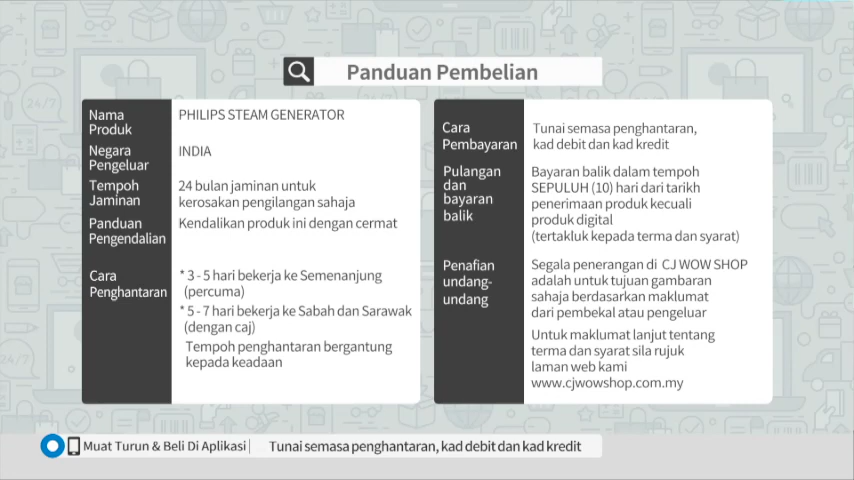 Panduan Pembelian
Nama
Produk
PHILIPS STEAM GENERATOR
Negara
Pengeluar
INDIA
Tempoh
Jaminan
24 bulan jaminan untuk
kerosakan pengilangan sahaja
Panduan
Pengendalian
Kendalikan produk ini dengan cermat
Cara
Penghantaran
* 3 - 5 hari bekerja ke Semenanjung
(percuma)
* 5 - 7 hari bekerja ke Sabah dan Sarawak
(dengan caj)
Tempoh penghantaran bergantung
kepada keadaan
Cara
Pembayaran
Tunai semasa penghantaran,
kad debit dan kad kredit
Pulangan
dan
bayaran
balik
Bayaran balik dalam tempoh
SEPULUH (10) hari dari tarikh
penerimaan produk kecuali
produk digital
(tertakluk kepada terma dan syarat)
Penafian
undang-
undang
Segala penerangan di CJ WOW SHOP
adalah untuk tujuan gambaran
sahaja berdasarkan maklumat
dari pembekal atau pengeluar
Untuk maklumat lanjut tentang
terma dan syarat sila rujuk
laman web kami
www.cjwowshop.com.my
24/7
24/7
Muat Turun & Beli Di Aplikasi | Tunai semasa penghantaran, kad debit dan kad kredit